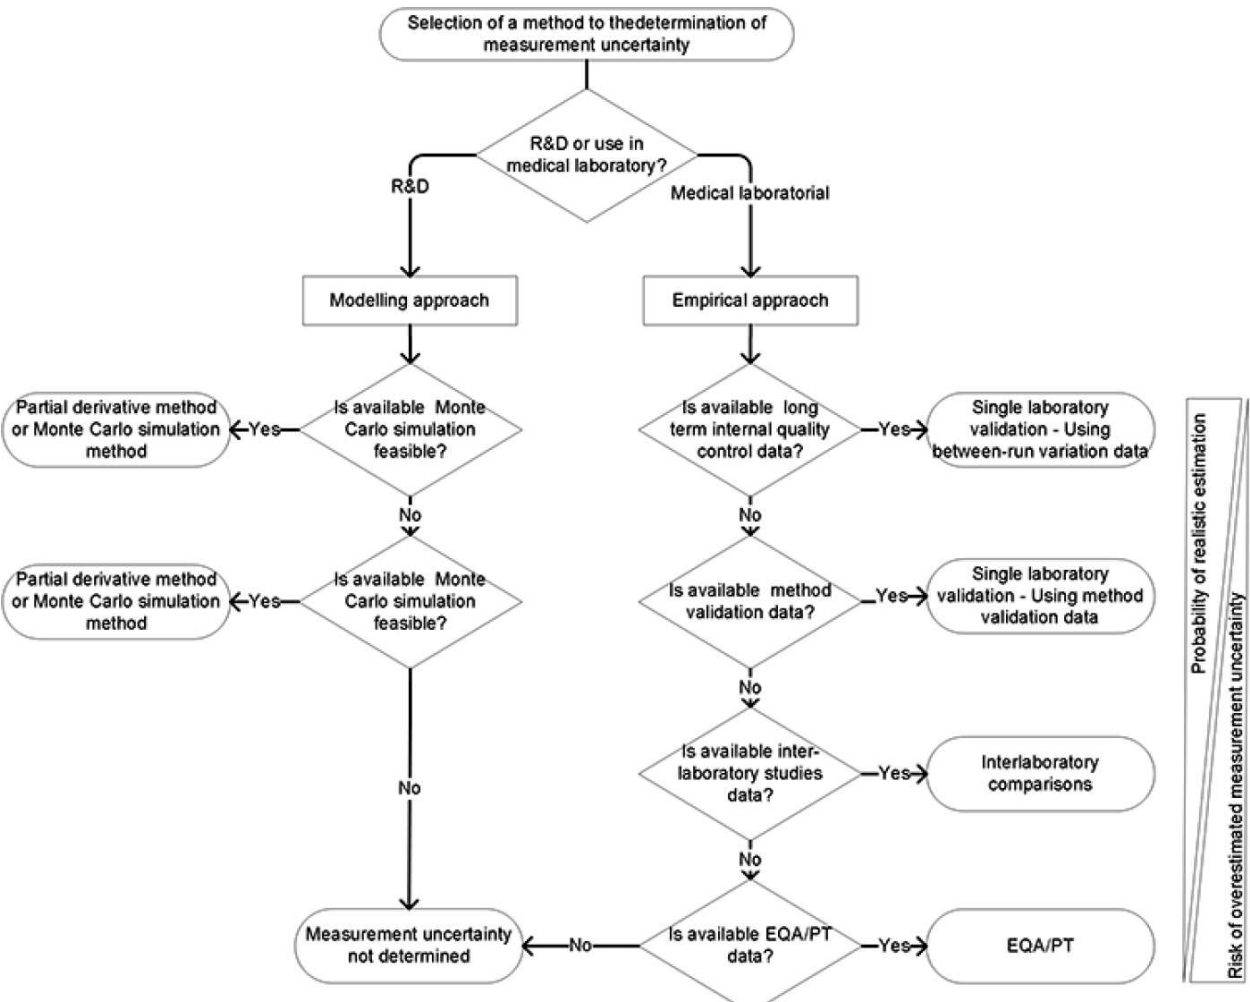 Selection of a method to thedetermination of
measurement uncertainty
R&D or use in
medical laboratory?
R&D
Medical laboratorial
Modelling approach
Empirical appraoch
Partial derivative method
or Monte Carlo simulation
method
Yes
Is available Monte
Carlo simulation
feasible?
Is available long
term internal quality
control data?
Yes
Single laboratory
validation - Using
between-run variation data
No
No
Partial derivative method
or Monte Carlo simulation
method
Yes
Is available Monte
Carlo simulation
feasible?
Is available method
validation data?
Yes
Single laboratory
validation - Using method
validation data
No
No
Is available inter-
laboratory studies
data?
Yes
Interlaboratory
comparisons
No
Measurement uncertainty
not determined
No
Is available EQA/PT
data?
Yes
EQA/PT
Probability of realistic estimation
Risk of overestimated measurement uncertainty